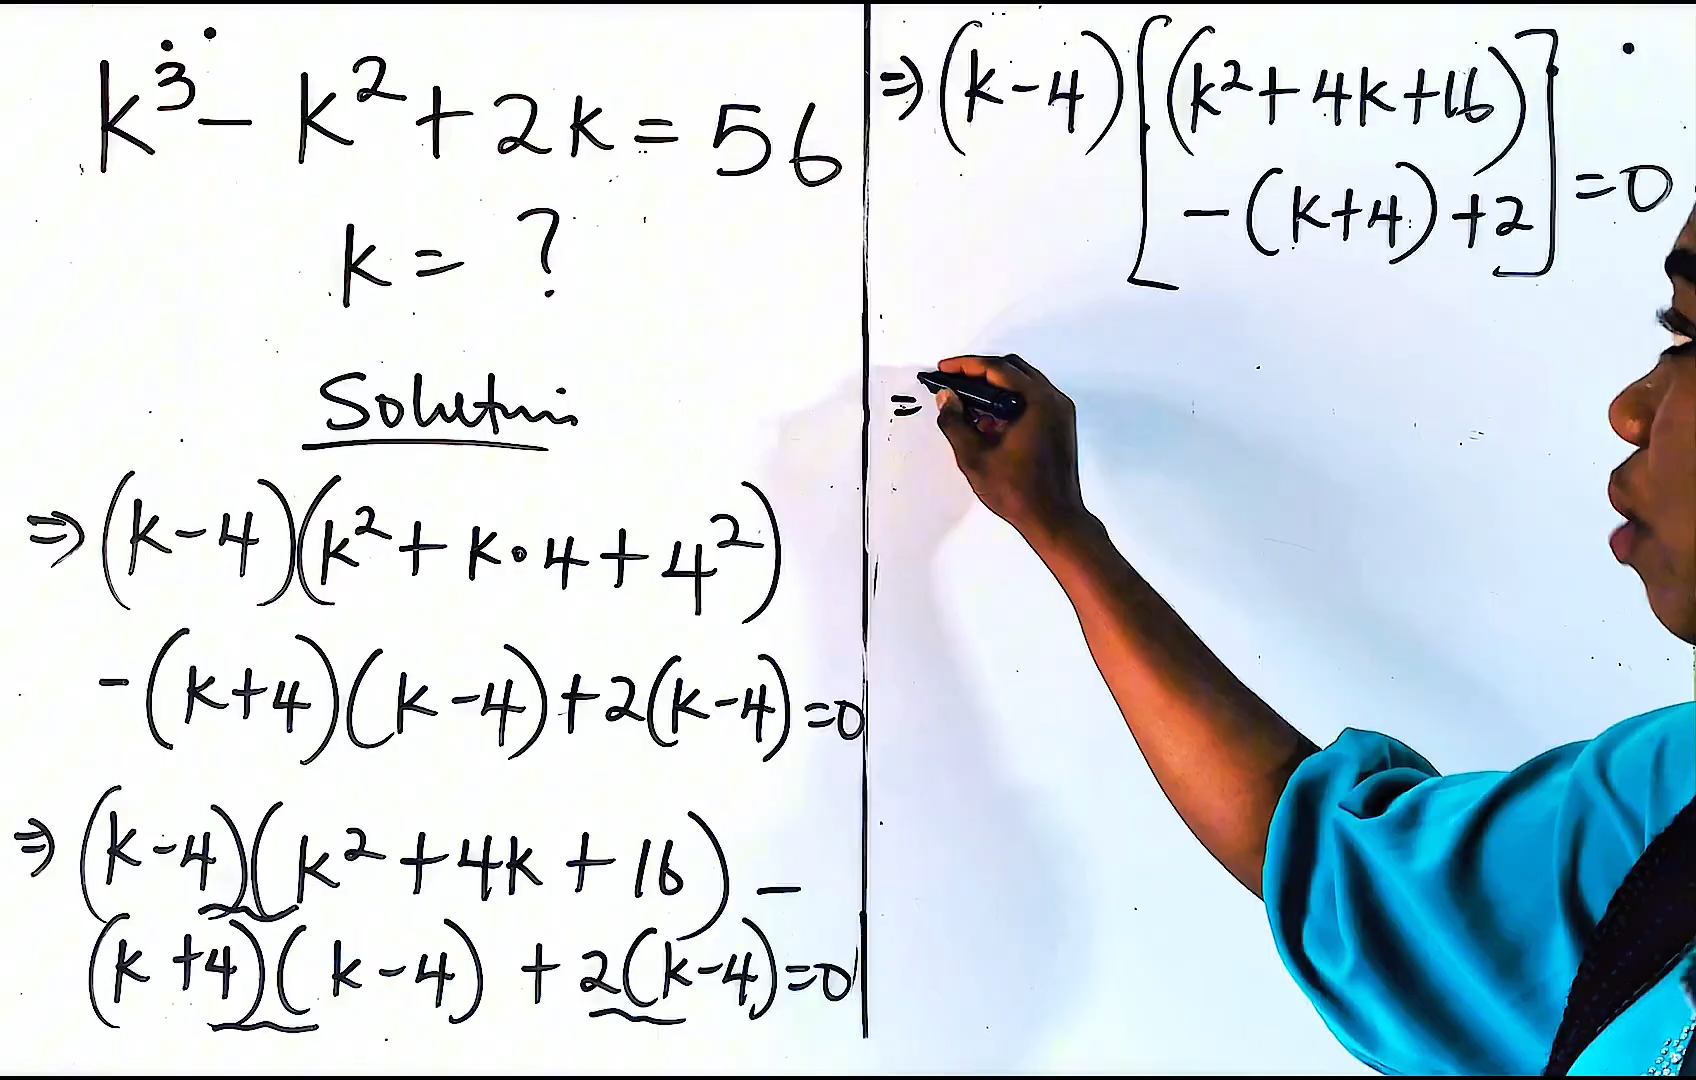 k³ - k² + 2k = 56
k = ?
Solution
⇒ (k-4)(k² + k•4 + 4²)
-(k+4)(k-4)+2(k-4)=0
⇒ (k-4)(k² + 4k + 16) -
(k+4)(k-4) + 2(k-4)=0
⇒ (k-4)[(k²+4k+16)
-(k+4)+2]=0
=